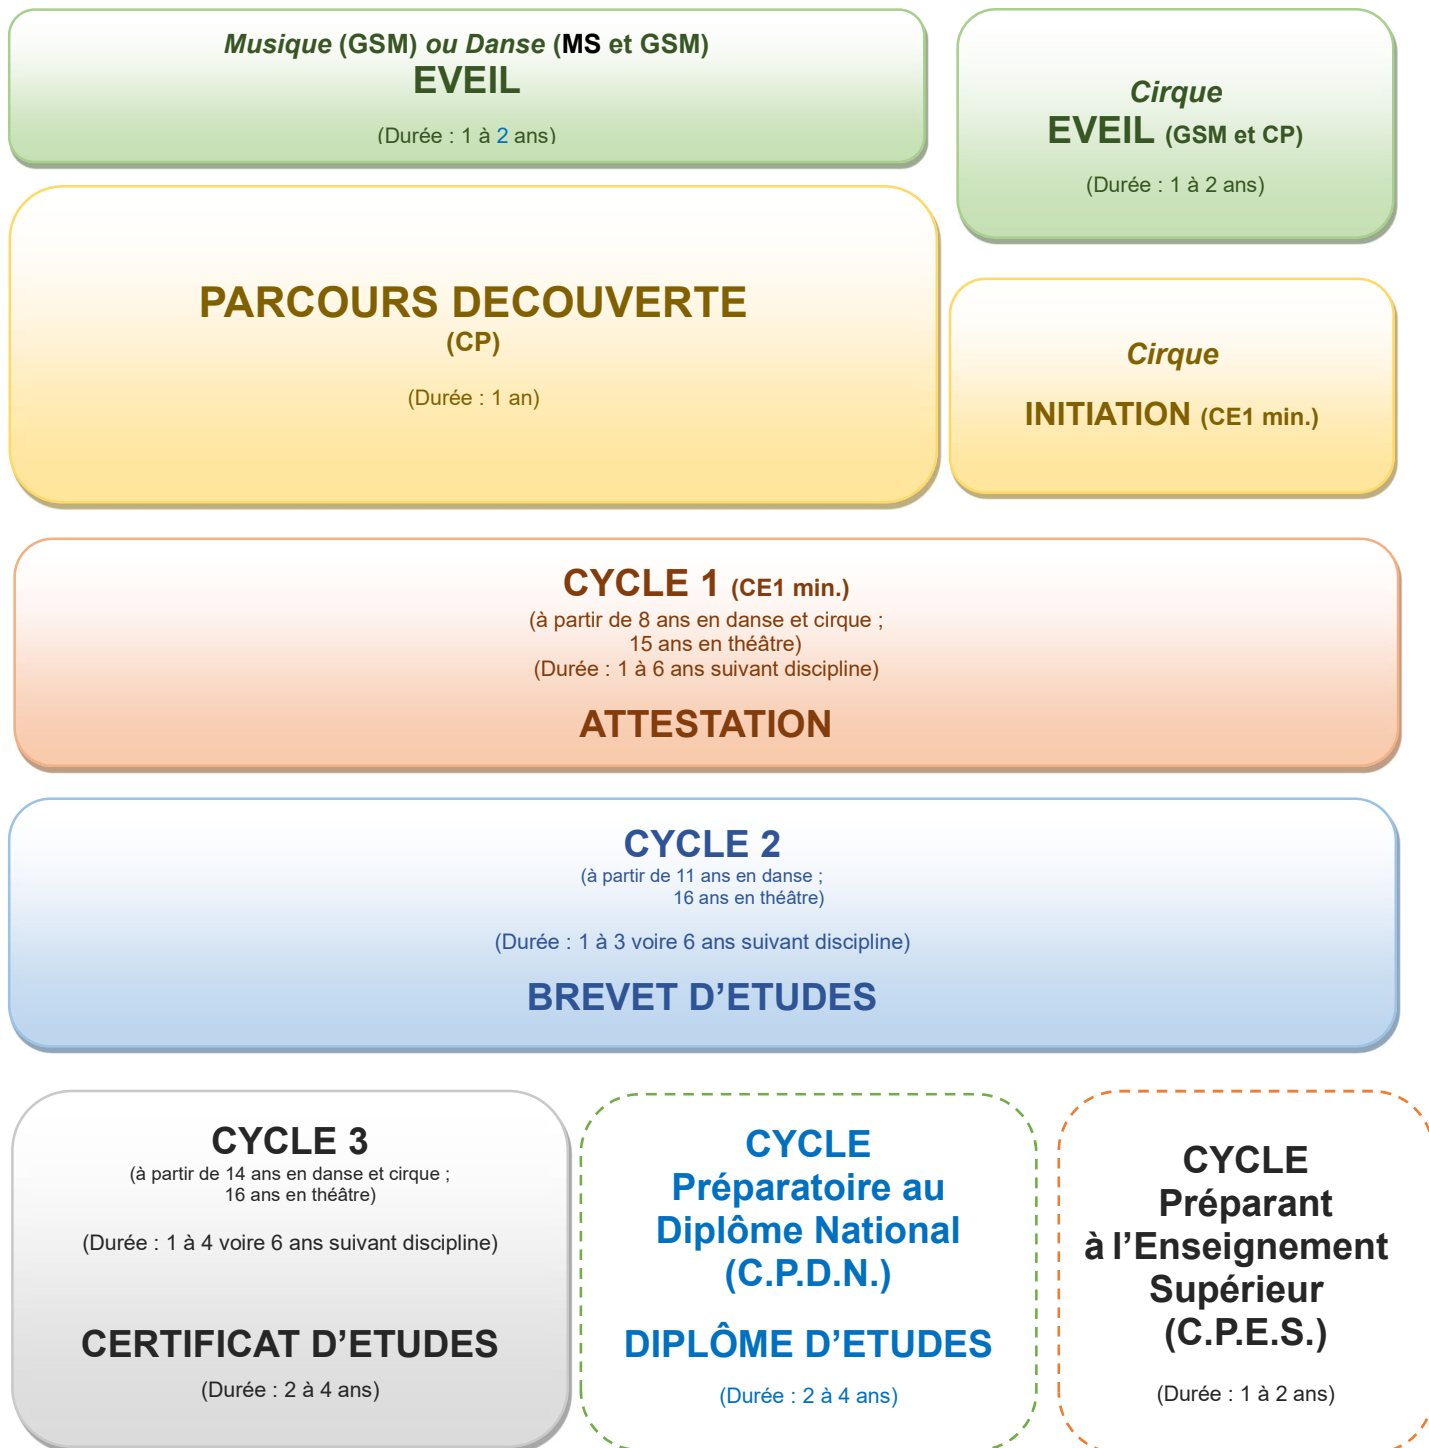 Musique (GSM) ou Danse (MS et GSM)
EVEIL
(Durée : 1 à 2 ans)
Cirque
EVEIL (GSM et CP)
(Durée : 1 à 2 ans)
PARCOURS DECOUVERTE
(CP)
(Durée : 1 an)
Cirque
INITIATION (CE1 min.)
CYCLE 1 (CE1 min.)
(à partir de 8 ans en danse et cirque ;
15 ans en théâtre)
(Durée : 1 à 6 ans suivant discipline)
ATTESTATION
CYCLE 2
(à partir de 11 ans en danse ;
16 ans en théâtre)
(Durée : 1 à 3 voire 6 ans suivant discipline)
BREVET D’ETUDES
CYCLE 3
(à partir de 14 ans en danse et cirque ;
16 ans en théâtre)
(Durée : 1 à 4 voire 6 ans suivant discipline)
CERTIFICAT D’ETUDES
(Durée : 2 à 4 ans)
CYCLE
Préparatoire au
Diplôme National
(C.P.D.N.)
DIPLÔME D’ETUDES
(Durée : 2 à 4 ans)
CYCLE
Préparant
à l’Enseignement
Supérieur
(C.P.E.S.)
(Durée : 1 à 2 ans)